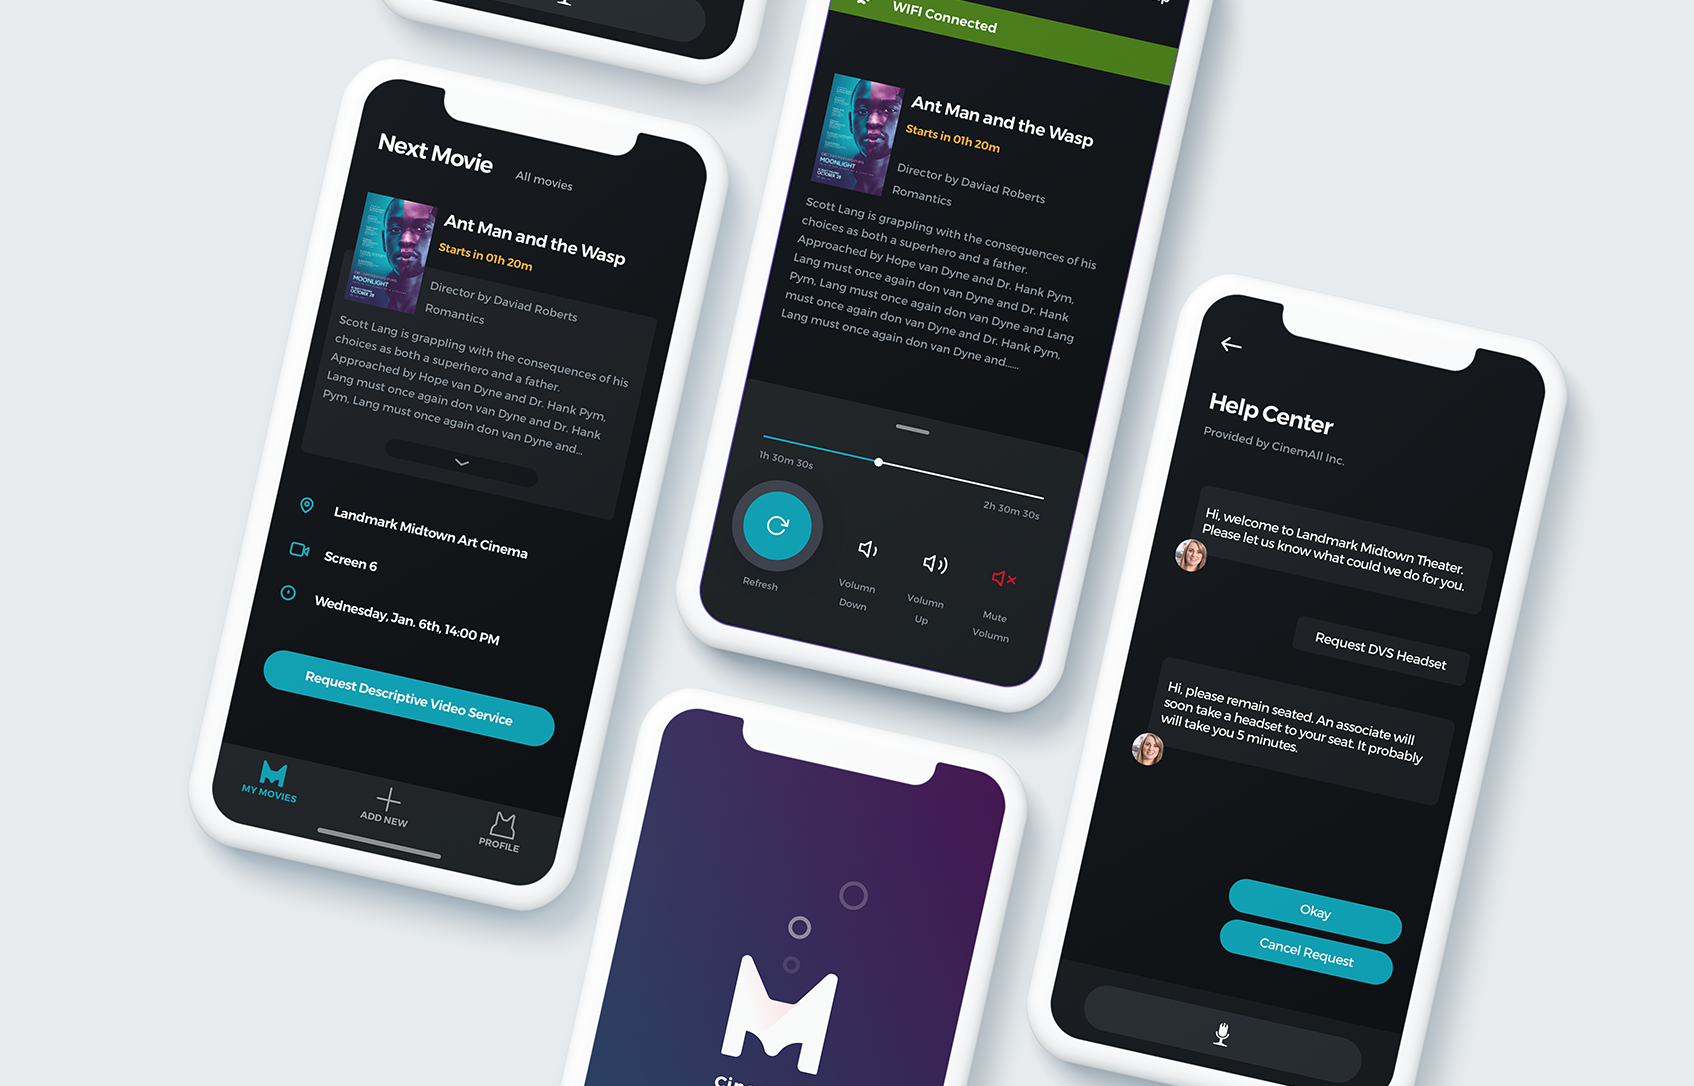 Next Movie
All movies
MOONLIGHT
OCTOBER 28
Ant Man and the Wasp
Starts in 01h 20m
Director by Daviad Roberts
Romantics
Scott Lang is grappling with the consequences of his
choices as both a superhero and a father.
Approached by Hope van Dyne and Dr. Hank Pym,
Lang must once again don van Dyne and Dr. Hank
Pym, Lang must once again don van Dyne and...
Landmark Midtown Art Cinema
Screen 6
Wednesday, Jan. 6th, 14:00 PM
Request Descriptive Video Service
MY MOVIES
ADD NEW
PROFILE
WIFI Connected
MOONLIGHT
OCTOBER 28
Ant Man and the Wasp
Starts in 01h 20m
Director by Daviad Roberts
Romantics
Scott Lang is grappling with the consequences of his
choices as both a superhero and a father.
Approached by Hope van Dyne and Dr. Hank Pym,
Lang must once again don van Dyne and Dr. Hank
Pym, Lang must once again don van Dyne and Lang
must once again don van Dyne and Dr. Hank Pym,
Lang must once again don van Dyne and......
1h 30m 30s
2h 30m 30s
Refresh
Volumn
Down
Volumn
Up
Mute
Volumn
Help Center
Provided by CinemAll Inc.
Hi, welcome to Landmark Midtown Theater.
Please let us know what could we do for you.
Request DVS Headset
Hi, please remain seated. An associate will
soon take a headset to your seat. It probably
will take you 5 minutes.
Okay
Cancel Request